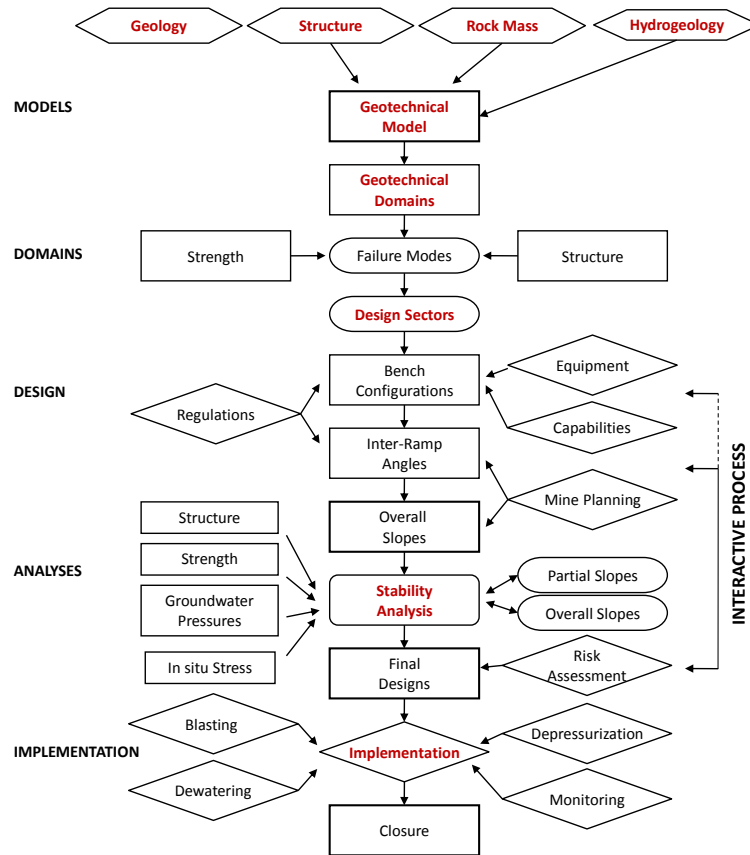 Geology
Structure
Rock Mass
Hydrogeology
MODELS
Geotechnical
Model
Geotechnical
Domains
DOMAINS
Strength
Failure Modes
Structure
Design Sectors
DESIGN
Regulations
Bench
Configurations
Equipment
Capabilities
Inter-Ramp
Angles
Mine Planning
Overall
Slopes
INTERACTIVE PROCESS
ANALYSES
Structure
Strength
Groundwater
Pressures
In situ Stress
Stability
Analysis
Partial Slopes
Overall Slopes
Final
Designs
Risk
Assessment
IMPLEMENTATION
Blasting
Dewatering
Implementation
Depressurization
Monitoring
Closure